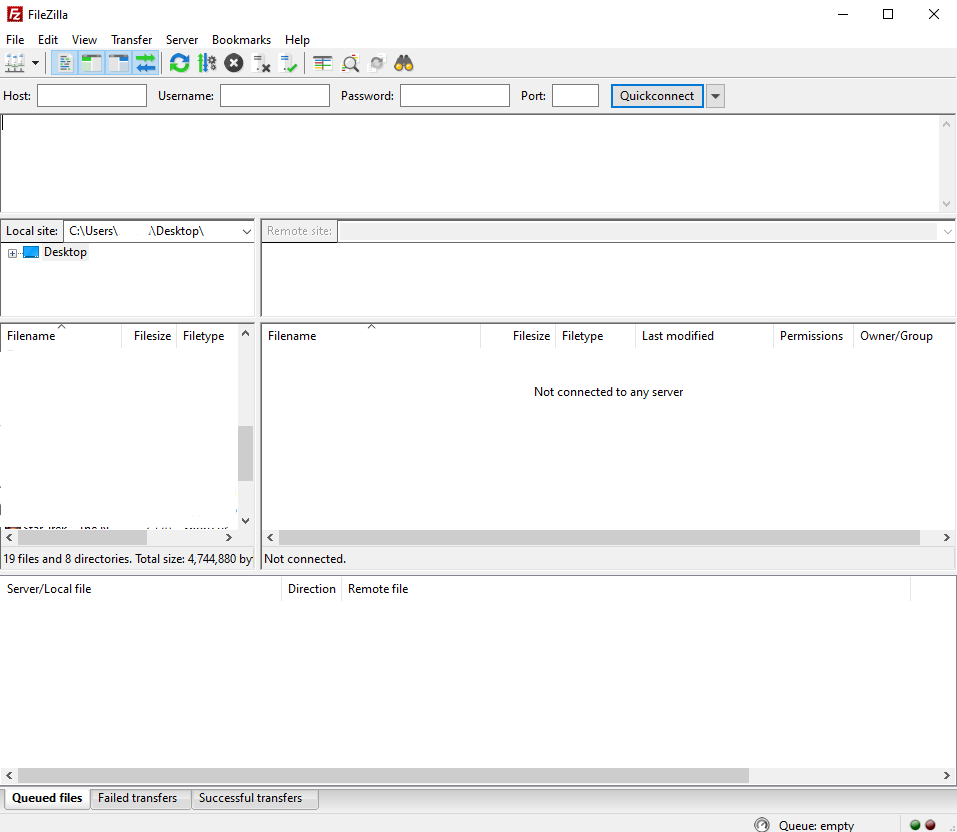 FileZilla
File Edit View Transfer Server Bookmarks Help
Host: Username: Password: Port: Quickconnect
Local site: C:\Users\ .\Desktop\ Remote site:
Desktop
Filename Filesize Filetype Filename Filesize Filetype Last modified Permissions Owner/Group
Not connected to any server
19 files and 8 directories. Total size: 4,744,880 by Not connected.
Server/Local file Direction Remote file
Queued files Failed transfers Successful transfers
Queue: empty